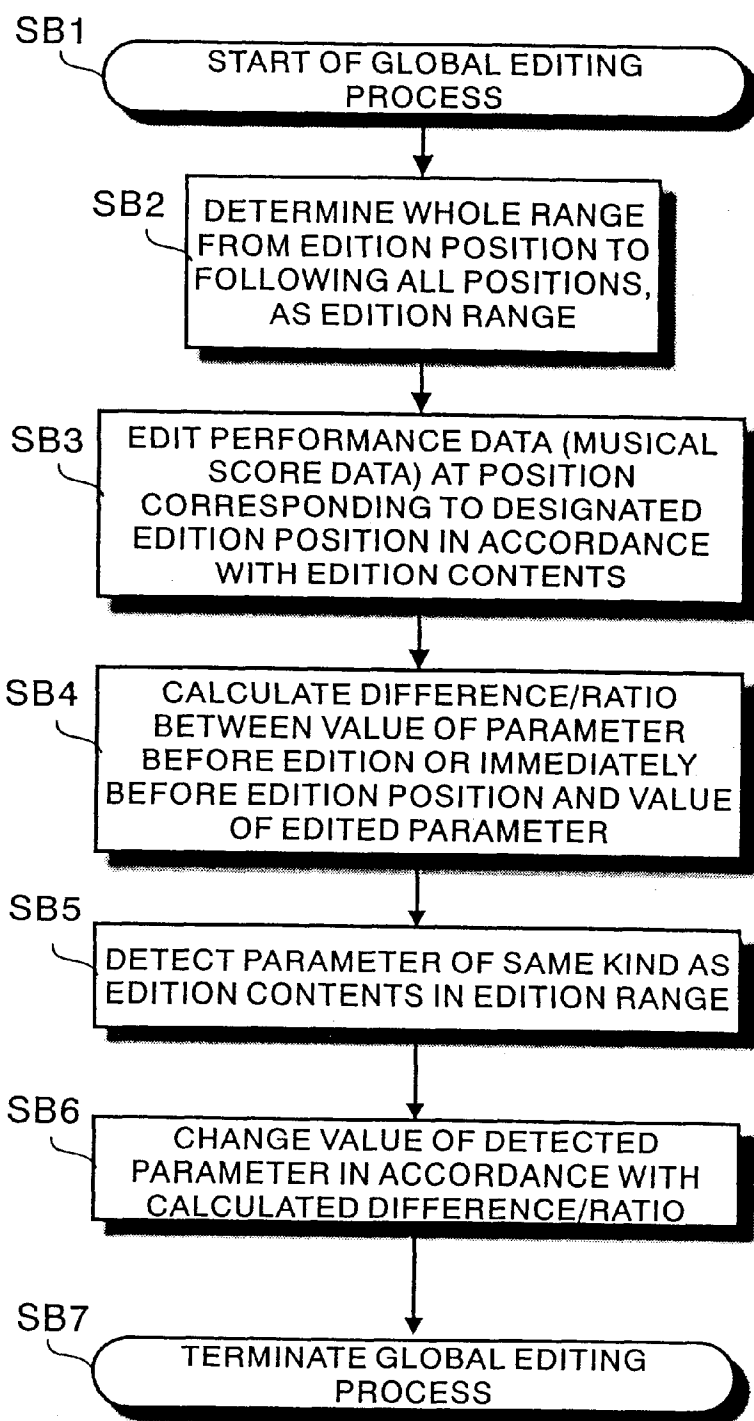 SB1
START OF GLOBAL EDITING
PROCESS
SB2
DETERMINE WHOLE RANGE
FROM EDITION POSITION TO
FOLLOWING ALL POSITIONS,
AS EDITION RANGE
SB3
EDIT PERFORMANCE DATA (MUSICAL
SCORE DATA) AT POSITION
CORRESPONDING TO DESIGNATED
EDITION POSITION IN ACCORDANCE
WITH EDITION CONTENTS
SB4
CALCULATE DIFFERENCE/RATIO
BETWEEN VALUE OF PARAMETER
BEFORE EDITION OR IMMEDIATELY
BEFORE EDITION POSITION AND VALUE
OF EDITED PARAMETER
SB5
DETECT PARAMETER OF SAME KIND AS
EDITION CONTENTS IN EDITION RANGE
SB6
CHANGE VALUE OF DETECTED
PARAMETER IN ACCORDANCE WITH
CALCULATED DIFFERENCE/RATIO
SB7
TERMINATE GLOBAL EDITING
PROCESS